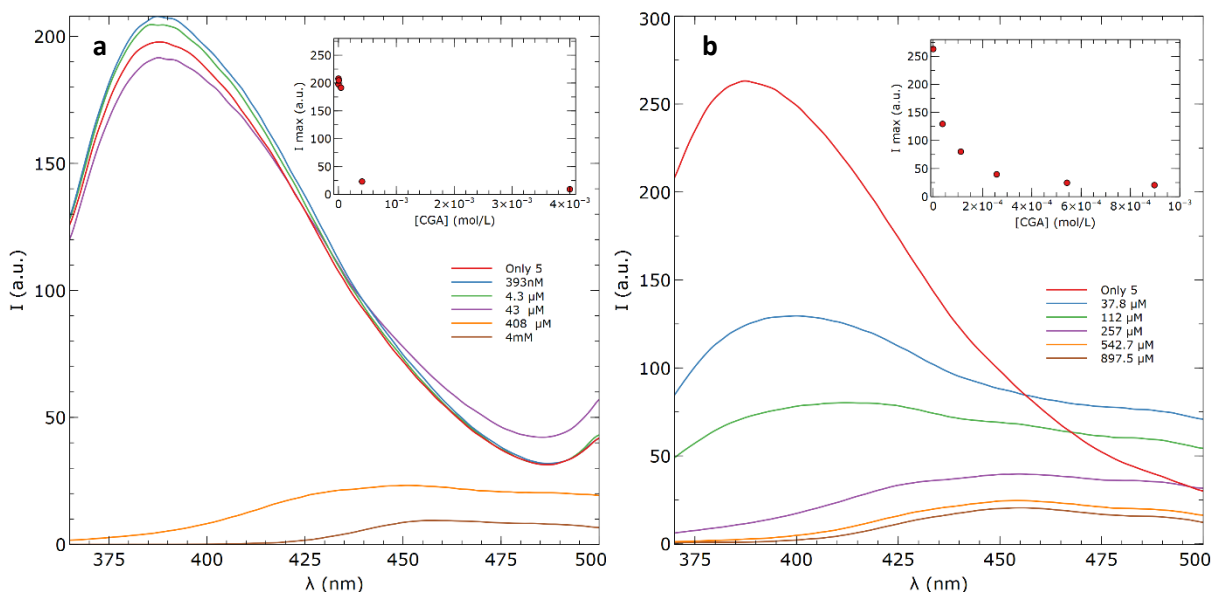 a
I (a.u.)
200
150
100
50
0
375
400
425
450
475
500
λ (nm)
I max (a.u.)
250
200
150
100
50
0
0
1×10⁻³
2×10⁻³
3×10⁻³
4×10⁻³
[CGA] (mol/L)
Only 5
393nM
4.3 µM
43 µM
408 µM
4mM
b
I (a.u.)
300
250
200
150
100
50
0
375
400
425
450
475
500
λ (nm)
I max (a.u.)
250
200
150
100
50
0
0
2×10⁻⁴
4×10⁻⁴
6×10⁻⁴
8×10⁻⁴
10⁻³
[CGA] (mol/L)
Only 5
37.8 µM
112 µM
257 µM
542.7 µM
897.5 µM